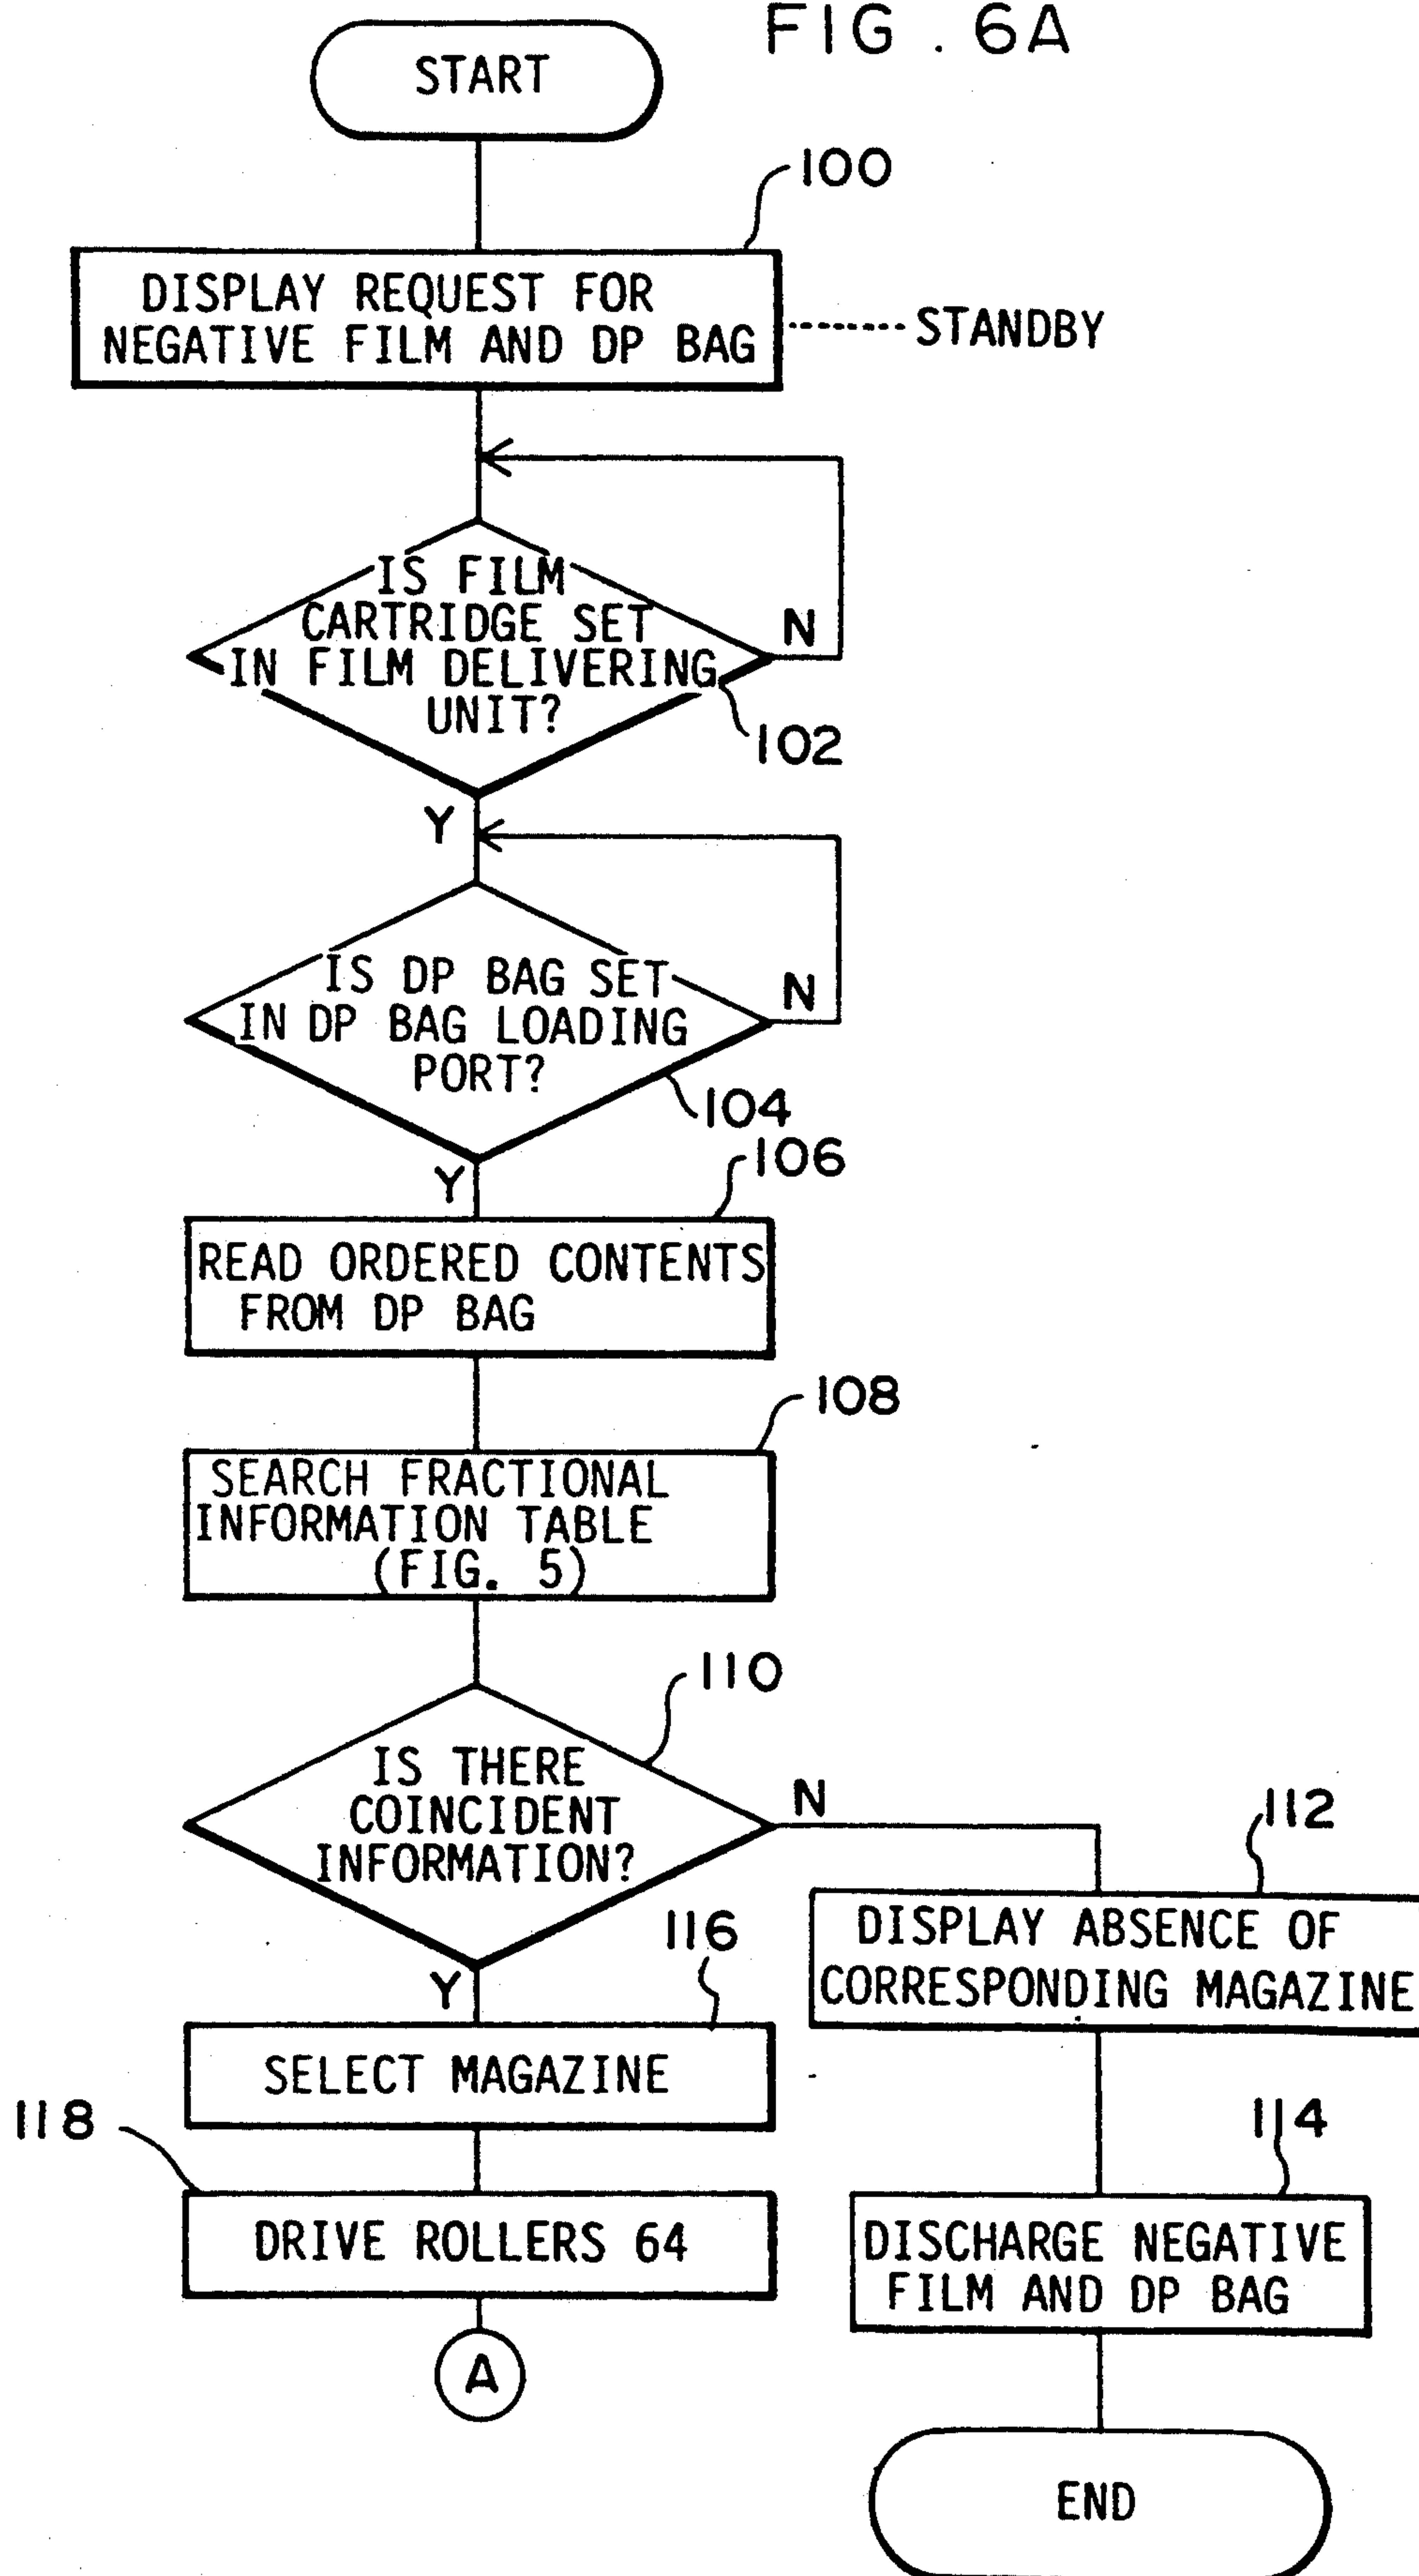 FIG. 6A
START
100
DISPLAY REQUEST FOR
NEGATIVE FILM AND DP BAG
STANDBY
IS FILM
CARTRIDGE SET
IN FILM DELIVERING
UNIT?
N
102
Y
IS DP BAG SET
IN DP BAG LOADING
PORT?
N
104
Y
106
READ ORDERED CONTENTS
FROM DP BAG
108
SEARCH FRACTIONAL
INFORMATION TABLE
(FIG. 5)
110
IS THERE
COINCIDENT
INFORMATION?
N
112
DISPLAY ABSENCE OF
CORRESPONDING MAGAZINE
Y
116
SELECT MAGAZINE
118
DRIVE ROLLERS 64
114
DISCHARGE NEGATIVE
FILM AND DP BAG
A
END